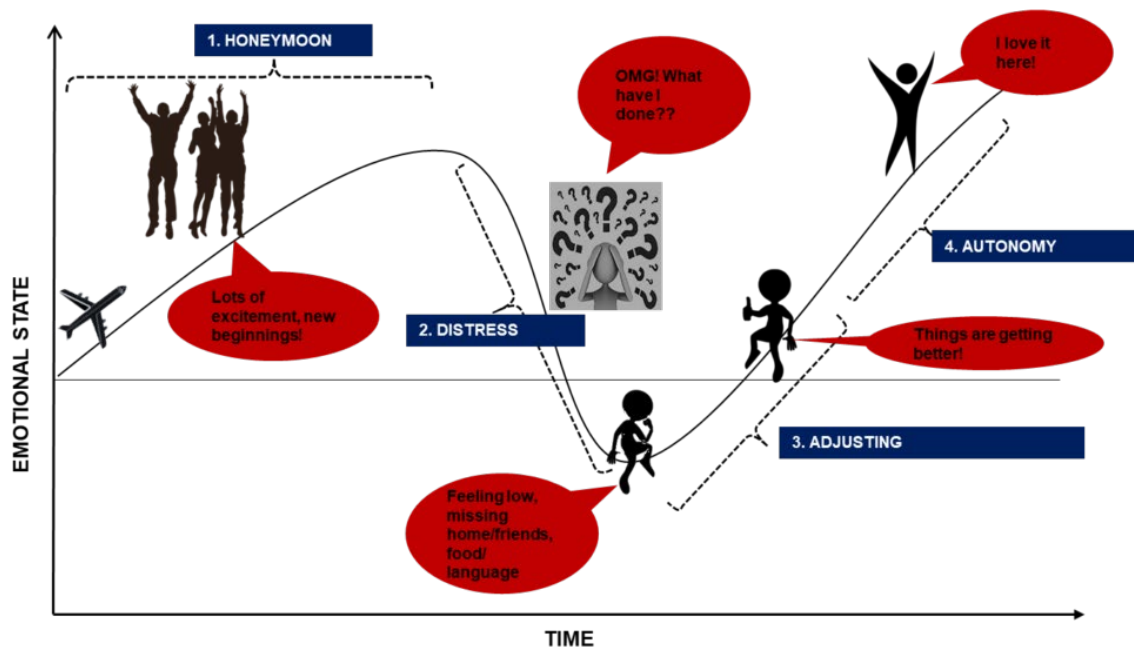 1. HONEYMOON
I love it
here!
OMG! What
have I
done??
Lots of
excitement, new
beginnings!
2. DISTRESS
4. AUTONOMY
Things are getting
better!
3. ADJUSTING
Feeling low,
missing
home/friends,
food/
language
EMOTIONAL STATE
TIME